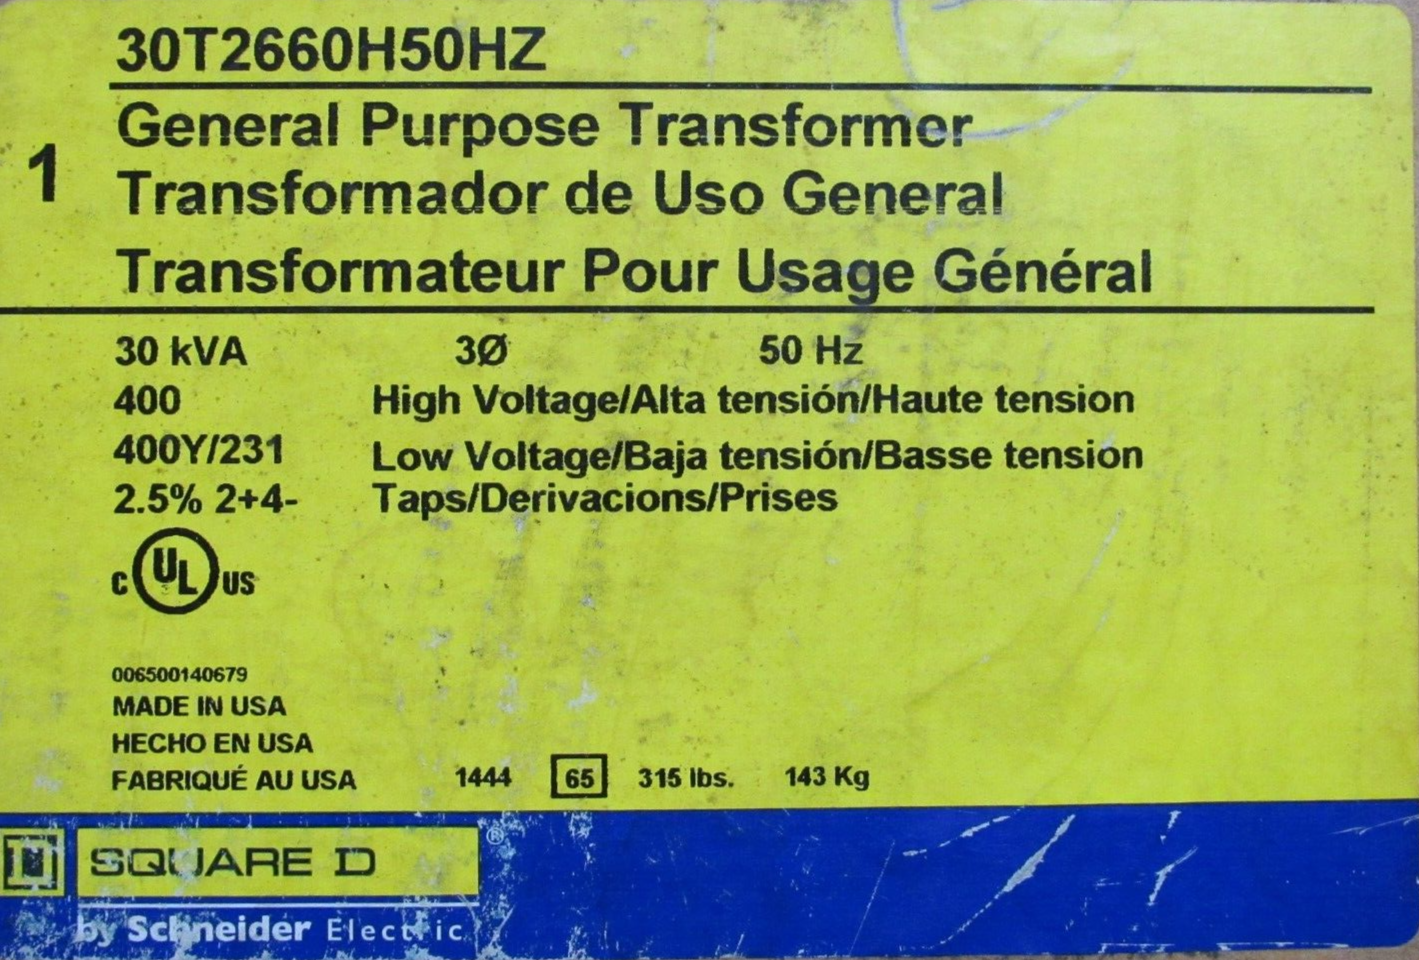 30T2660H50HZ
General Purpose Transformer
1
Transformador de Uso General
Transformateur Pour Usage Général
30 kVA 3Ø 50 Hz
400 High Voltage/Alta tensión/Haute tension
400Y/231 Low Voltage/Baja tensión/Basse tension
2.5% 2+4- Taps/Derivacions/Prises
C UL US
006500140679
MADE IN USA
HECHO EN USA
FABRIQUÉ AU USA 1444 65 315 lbs. 143 Kg
SQUARE D ®
by Schneider Electric